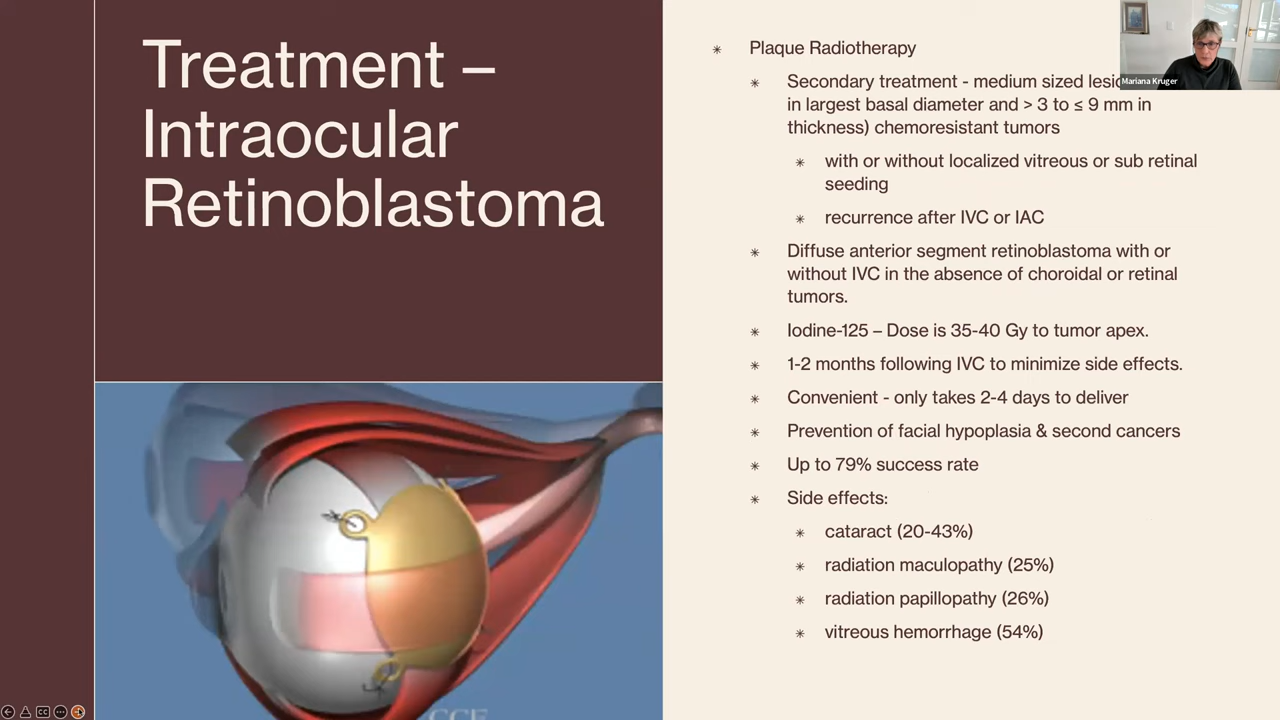 Treatment –
Intraocular
Retinoblastoma
Plaque Radiotherapy
Secondary treatment - medium sized
in largest basal diameter and > 3 to ≤ 9 mm in
thickness) chemoresistant tumors
with or without localized vitreous or sub retinal
seeding
recurrence after IVC or IAC
Diffuse anterior segment retinoblastoma with or
without IVC in the absence of choroidal or retinal
tumors.
Iodine-125 – Dose is 35-40 Gy to tumor apex.
1-2 months following IVC to minimize side effects.
Convenient - only takes 2-4 days to deliver
Prevention of facial hypoplasia & second cancers
Up to 79% success rate
Side effects:
cataract (20-43%)
radiation maculopathy (25%)
radiation papillopathy (26%)
vitreous hemorrhage (54%)
Mariana Kruger